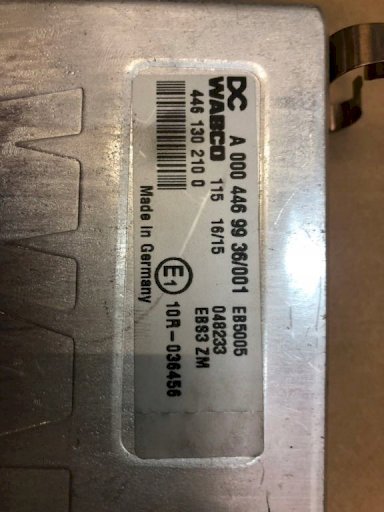 DC A 000 446 99 36/001 EB5005
WABCO 115 16/15 048233
446 130 210 0 EBS3 ZM
Made in Germany E1 10R-036456